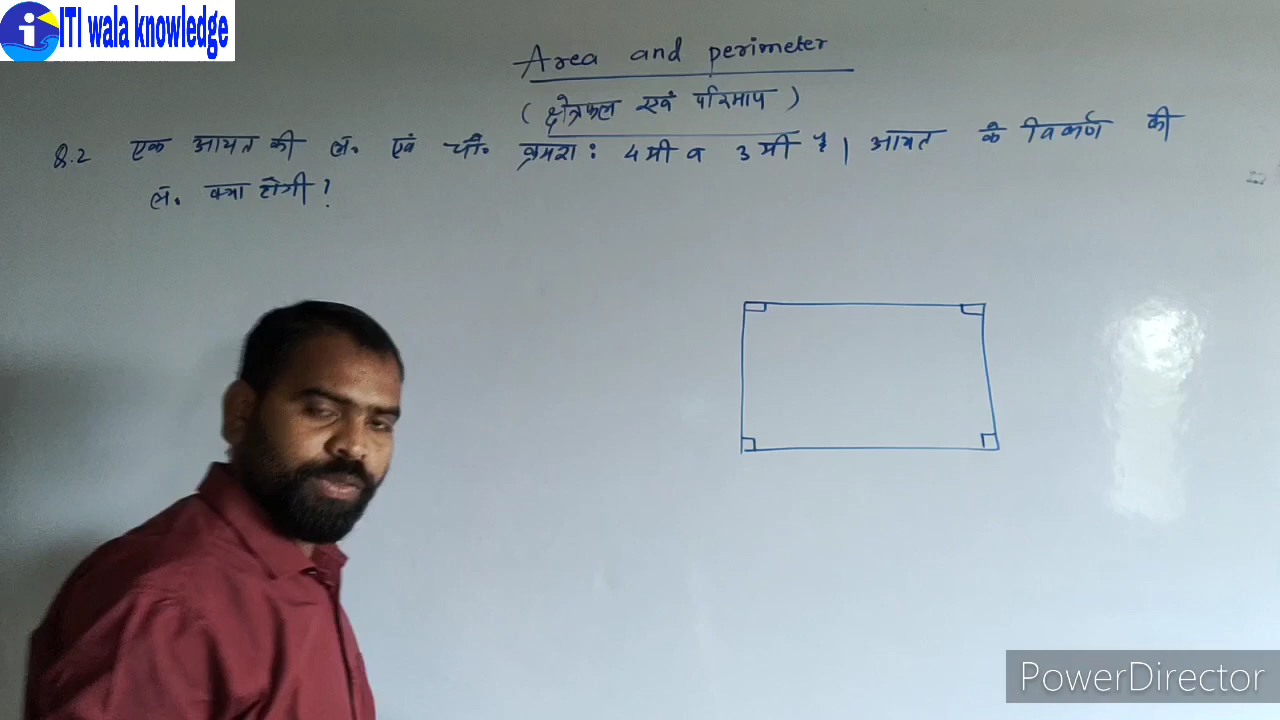 ITI wala knowledge
Area and perimeter
( क्षेत्रफल एवं परिमाप )
Q.2 एक आयत की ल॰ एवं चौ॰ क्रमश: 4 मी व 3 मी है। आयत के विकर्ण की
ल॰ क्या होगी?
PowerDirector